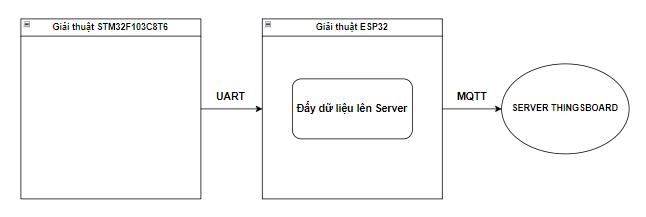 Giải thuật STM32F103C8T6
Giải thuật ESP32
UART
Đẩy dữ liệu lên Server
MQTT
SERVER THINGSBOARD